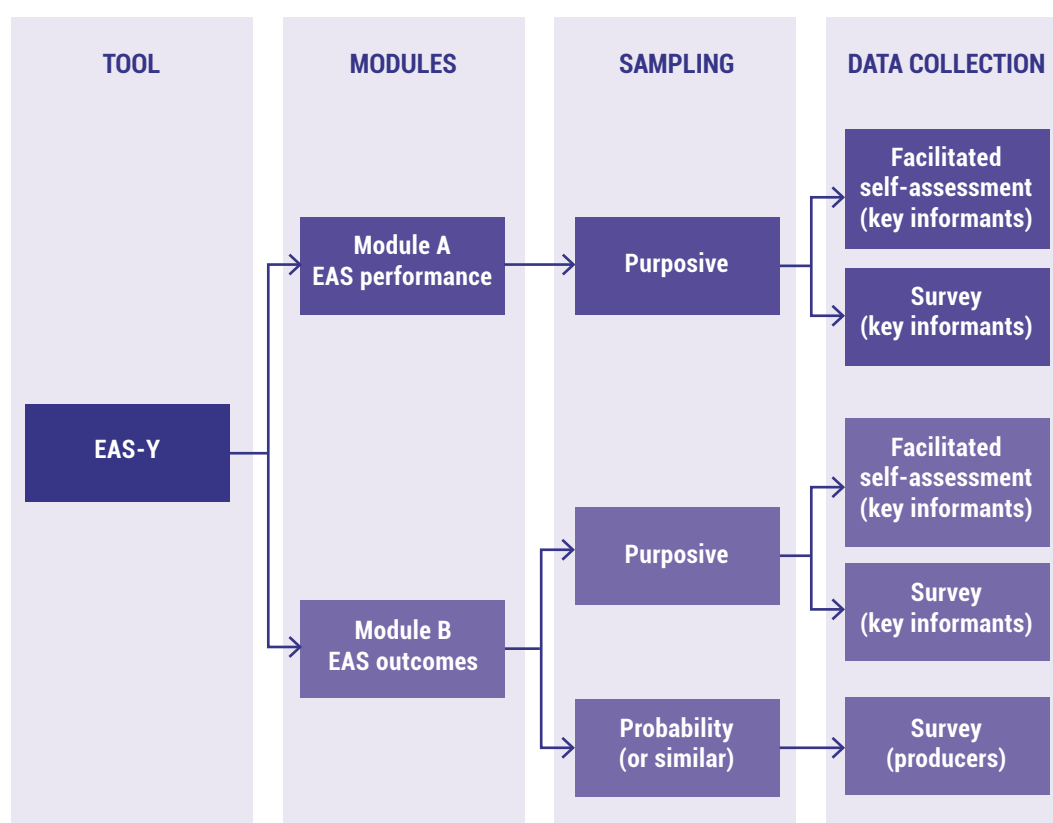 TOOL
MODULES
SAMPLING
DATA COLLECTION
EAS-Y
Module A
EAS performance
Purposive
Facilitated
self-assessment
(key informants)
Survey
(key informants)
Module B
EAS outcomes
Purposive
Facilitated
self-assessment
(key informants)
Survey
(key informants)
Probability
(or similar)
Survey
(producers)